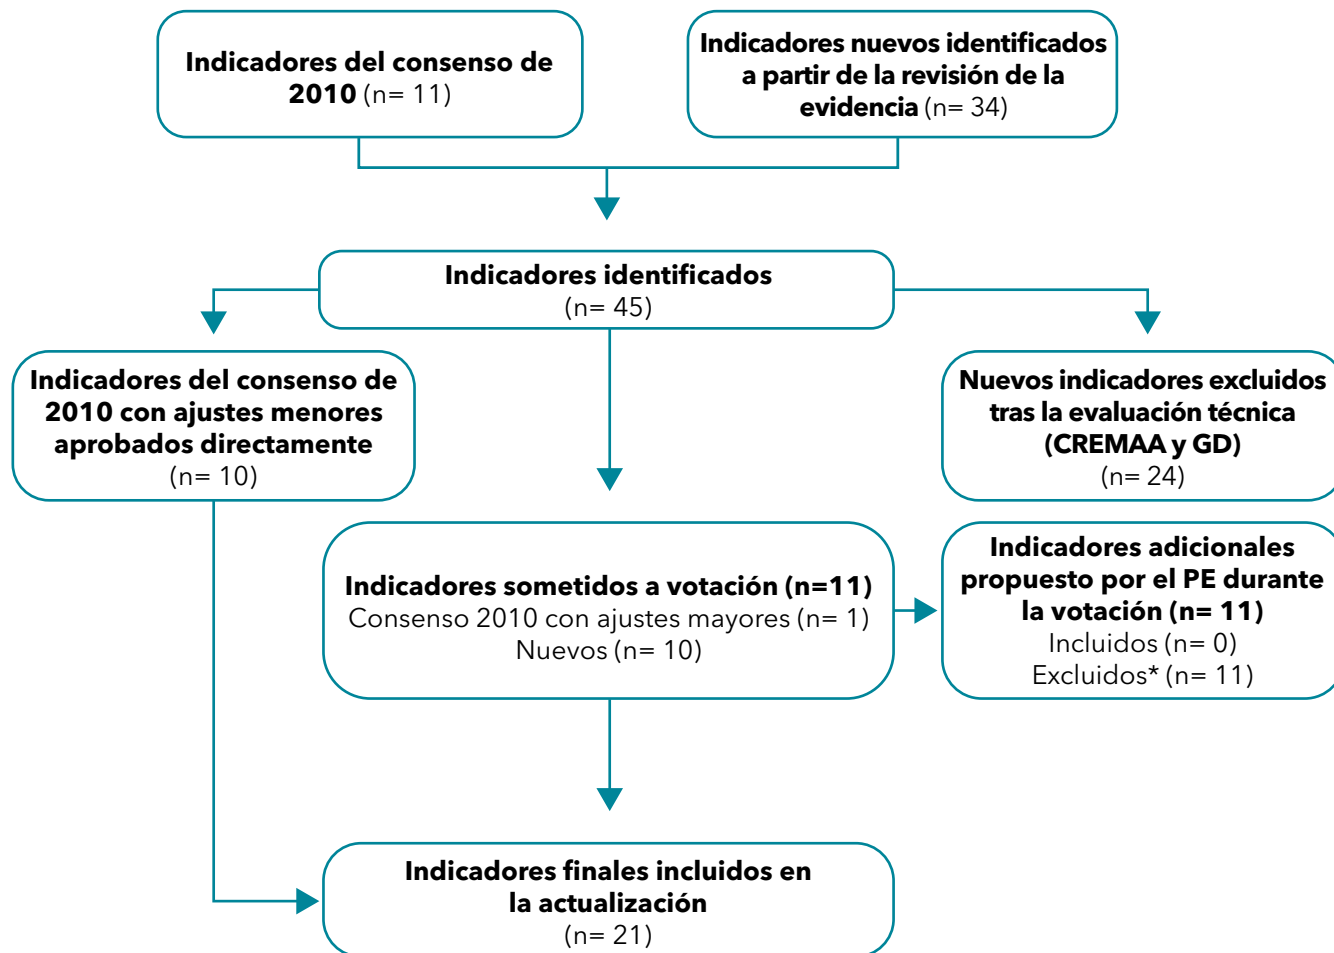 Indicadores del consenso de
2010 (n= 11)
Indicadores nuevos identificados
a partir de la revisión de la
evidencia (n= 34)
Indicadores identificados
(n= 45)
Indicadores del consenso de
2010 con ajustes menores
aprobados directamente
(n= 10)
Nuevos indicadores excluidos
tras la evaluación técnica
(CREMAA y GD)
(n= 24)
Indicadores sometidos a votación (n=11)
Consenso 2010 con ajustes mayores (n= 1)
Nuevos (n= 10)
Indicadores adicionales
propuesto por el PE durante
la votación (n= 11)
Incluidos (n= 0)
Excluidos* (n= 11)
Indicadores finales incluidos en
la actualización
(n= 21)